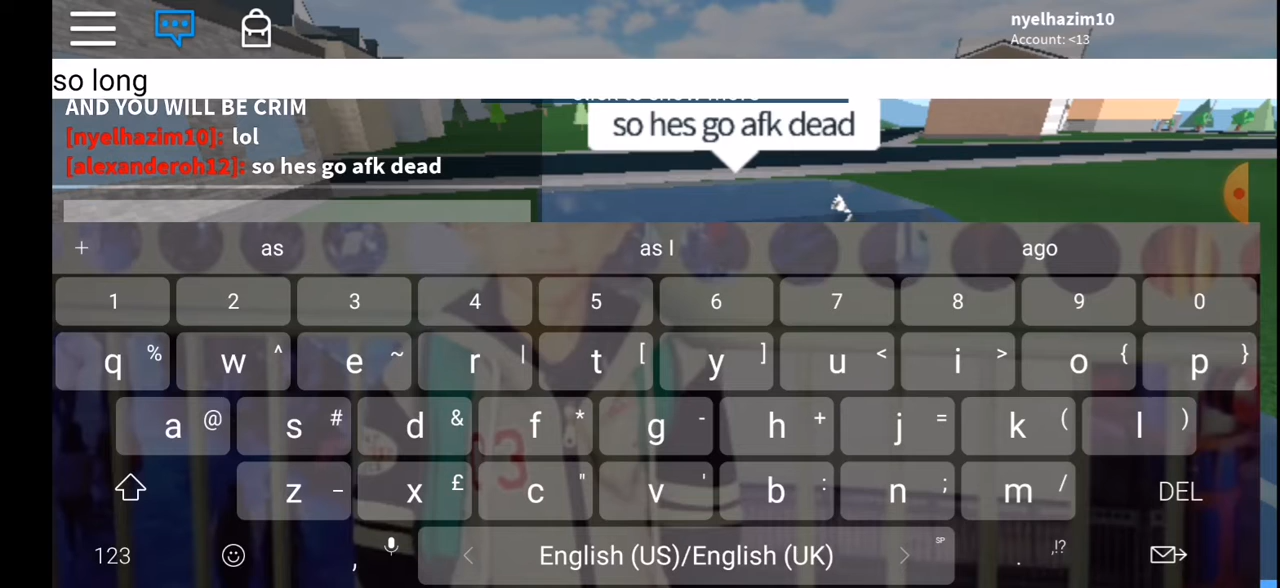 nyelhazim10
Account: <13
so long
AND YOU WILL BE CRIM
[nyelhazim10]: lol
[alexanderoh12]: so hes go afk dead
so hes go afk dead
+ as as I ago
1 2 3 4 5 6 7 8 9 0
q % w ^ e ~ r | t [ y ] u < i > o { p }
a @ s # d & f * g - h + j = k ( l )
z _ x £ c " v ' b : n ; m / DEL
123 , < English (US)/English (UK) > SP . ,!?